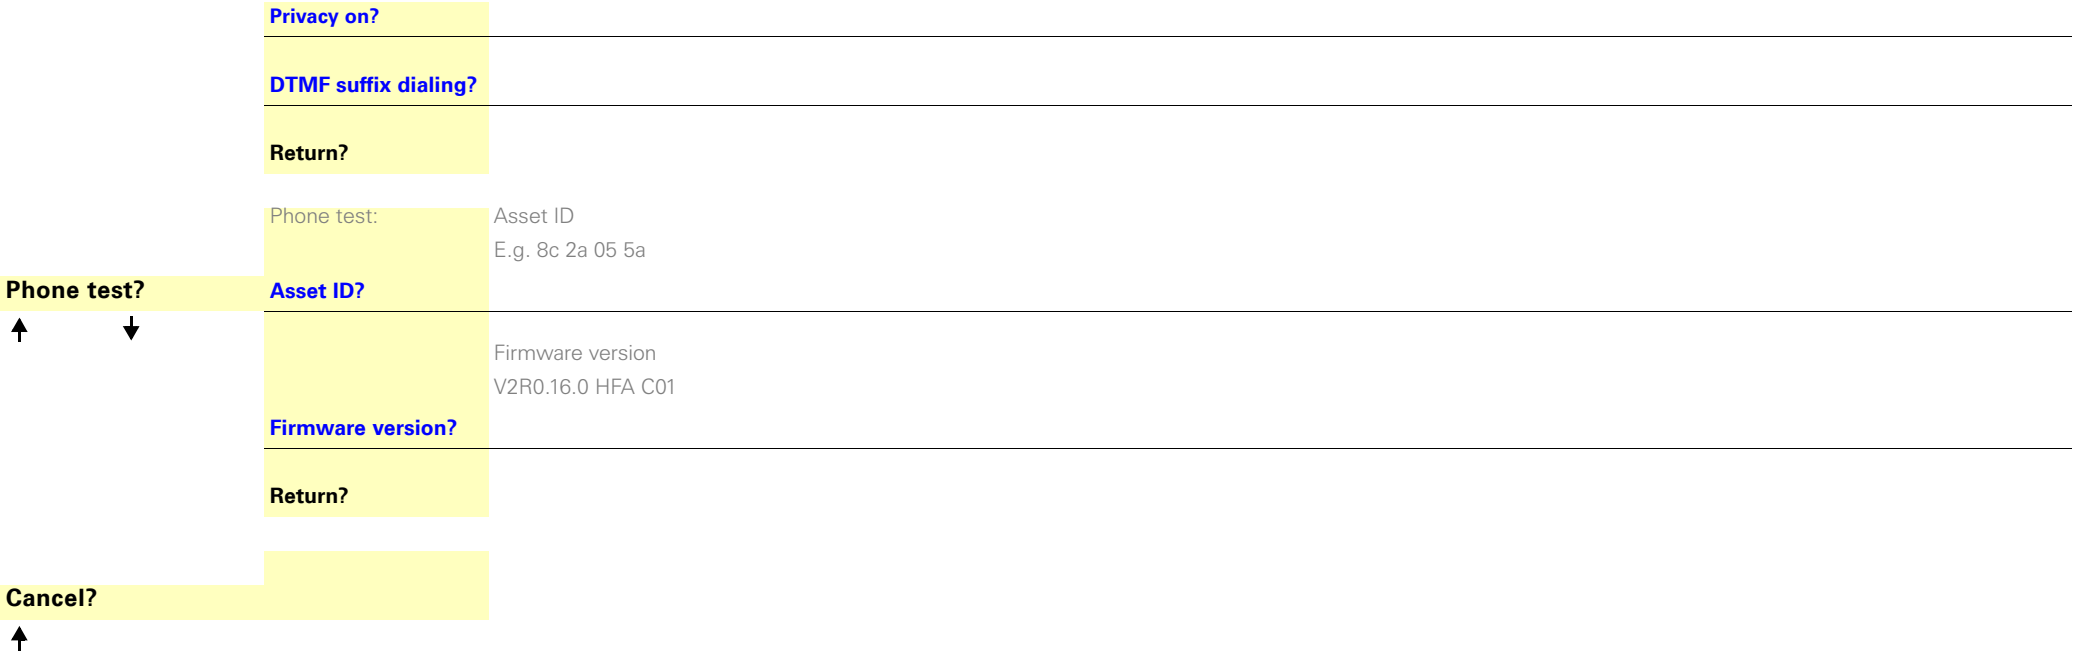 Privacy on?
DTMF suffix dialing?
Return?
Phone test: Asset ID
E.g. 8c 2a 05 5a
Phone test? Asset ID?
Firmware version
V2R0.16.0 HFA C01
Firmware version?
Return?
Cancel?